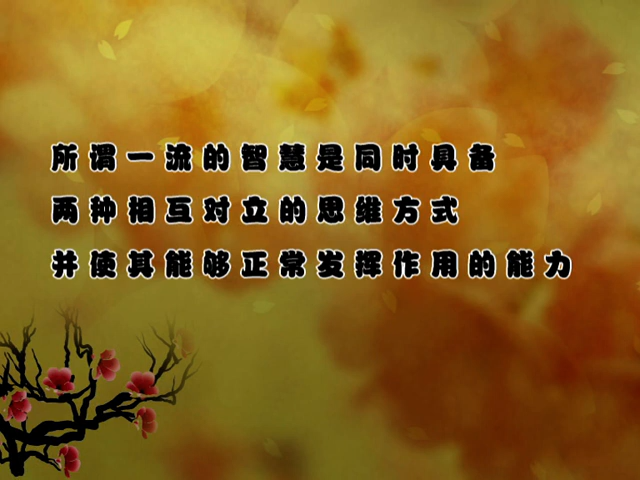 所谓一流的智慧是同时具备
两种相互对立的思维方式
并使其能够正常发挥作用的能力